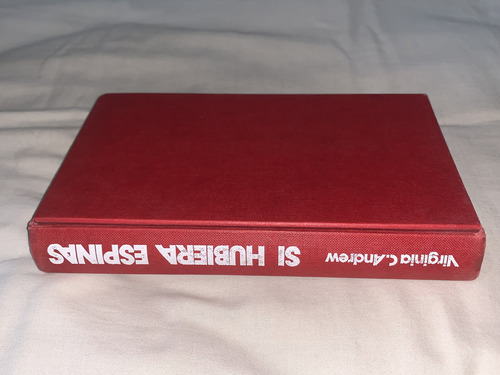 Virginia C. Andrew
SI HUBIERA ESPINAS